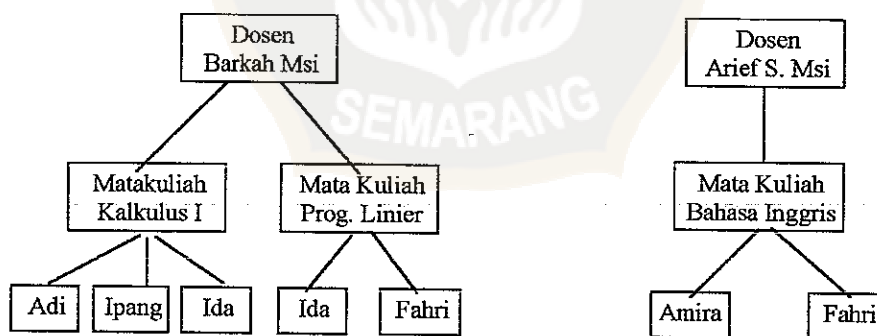 Dosen
Barkah Msi
Dosen
Arief S. Msi
SEMARANG
Matakuliah
Kalkulus I
Mata Kuliah
Prog. Linier
Mata Kuliah
Bahasa Inggris
Adi
Ipang
Ida
Ida
Fahri
Amira
Fahri